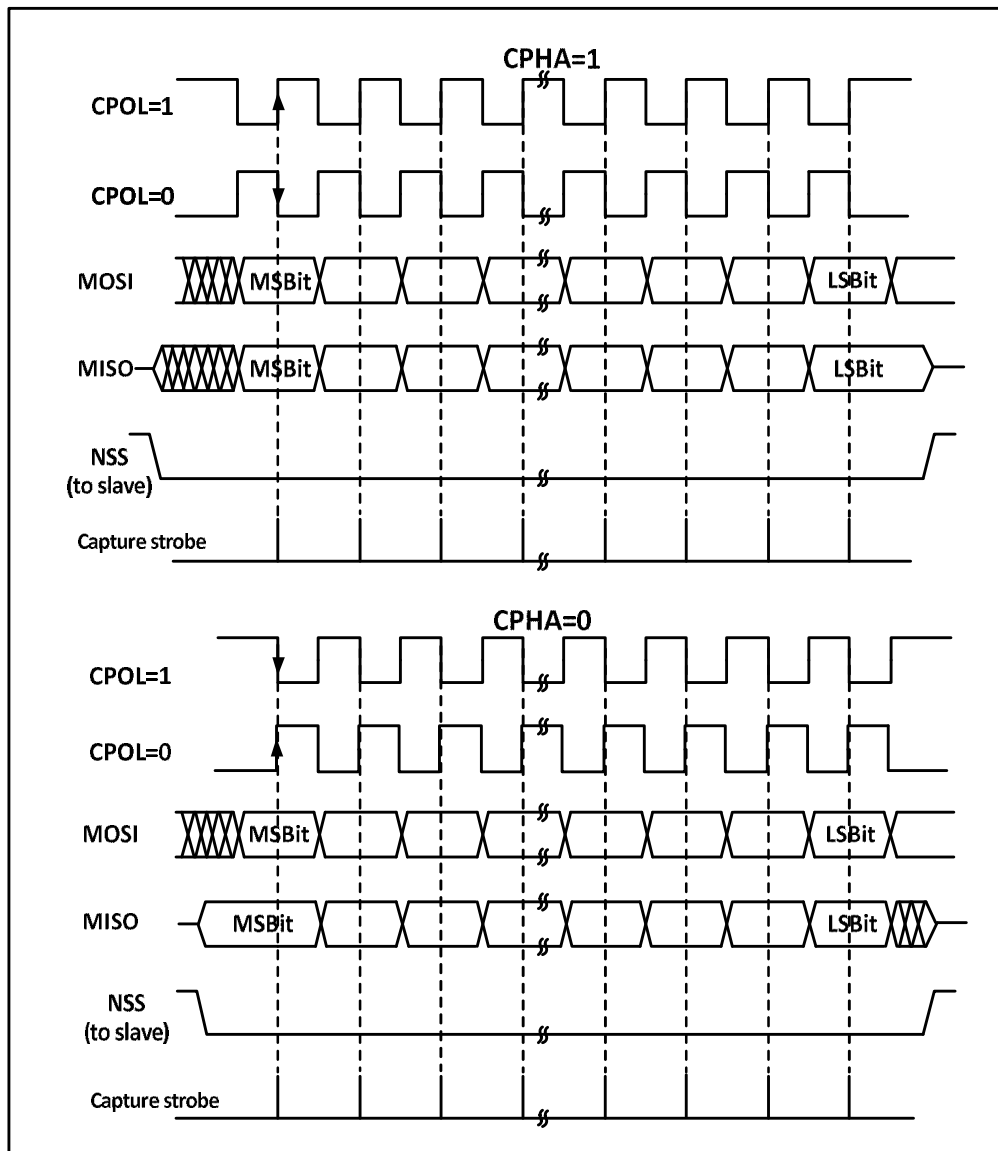 CPHA=1
CPOL=1
CPOL=0
MOSI
MSBit
LSBit
MISO
MSBit
LSBit
NSS
(to slave)
Capture strobe
CPHA=0
CPOL=1
CPOL=0
MOSI
MSBit
LSBit
MISO
MSBit
LSBit
NSS
(to slave)
Capture strobe